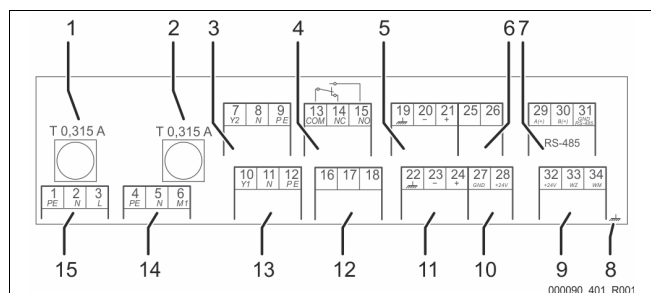 1 2 3 4 5 6 7
T 0,315 A T 0,315 A
7 8 9 13 14 15 19 20 21 25 26 29 30 31
Y2 N PE COM NC NO − + A(+) B(+) GND RS-485
RS-485
10 11 12 16 17 18 22 23 24 27 28 32 33 34
Y1 N PE − + GND +24V +24V WZ WM
1 2 3 4 5 6
PE N L PE N M1
15 14 13 12 11 10 9 8
000090_401_R001